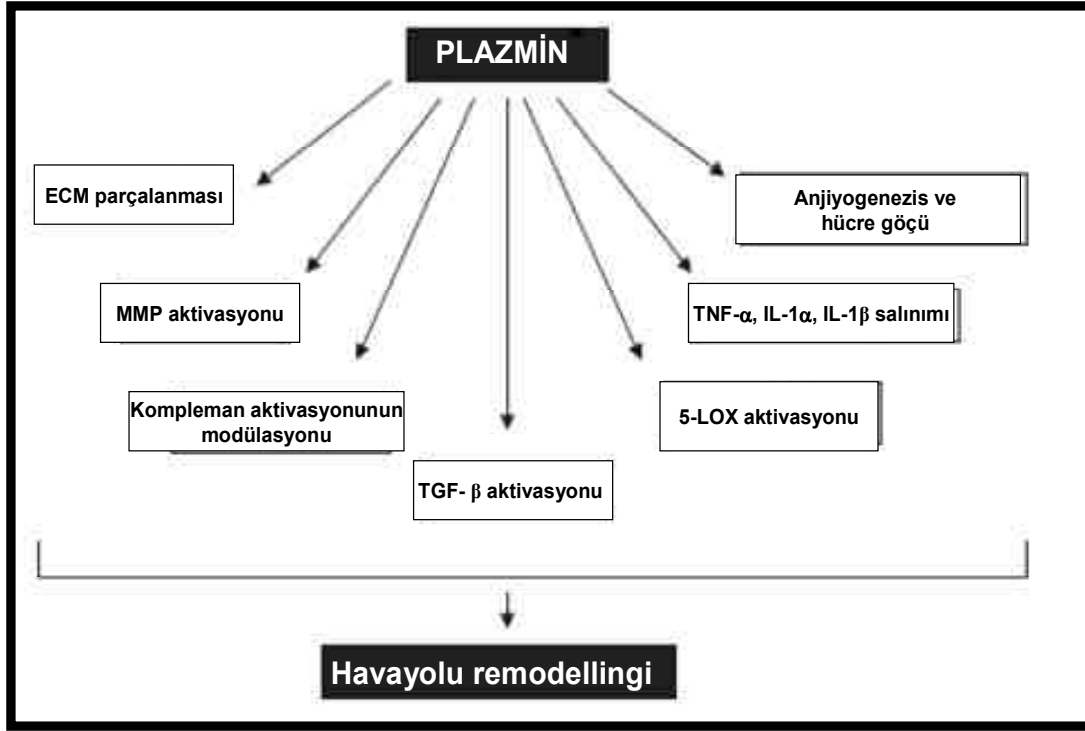 PLAZMİN
ECM parçalanması
Anjiyogenezis ve
hücre göçü
MMP aktivasyonu
TNF-α, IL-1α, IL-1β salınımı
Kompleman aktivasyonunun
modülasyonu
5-LOX aktivasyonu
TGF- β aktivasyonu
Havayolu remodellingi